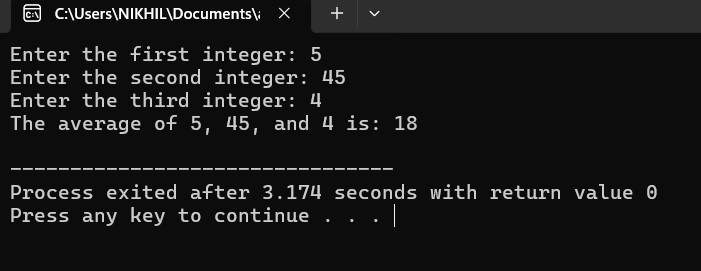 C:\Users\NIKHIL\Documents\
Enter the first integer: 5
Enter the second integer: 45
Enter the third integer: 4
The average of 5, 45, and 4 is: 18
--------------------------------
Process exited after 3.174 seconds with return value 0
Press any key to continue . . .